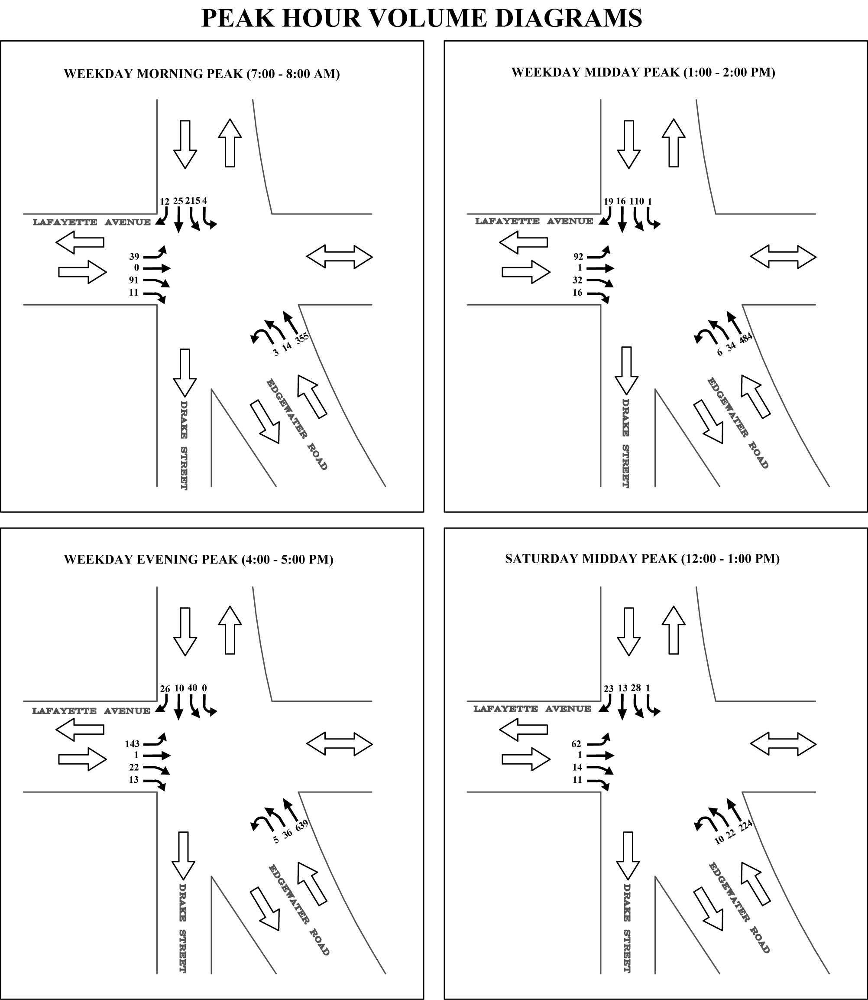 PEAK HOUR VOLUME DIAGRAMS
WEEKDAY MORNING PEAK (7:00 - 8:00 AM)
12 25 215 4
LAFAYETTE AVENUE
39
0
91
11
3 14 355
EDGEWATER ROAD
DRAKE STREET
WEEKDAY MIDDAY PEAK (1:00 - 2:00 PM)
19 16 110 1
LAFAYETTE AVENUE
92
1
32
16
6 34 484
EDGEWATER ROAD
DRAKE STREET
WEEKDAY EVENING PEAK (4:00 - 5:00 PM)
26 10 40 0
LAFAYETTE AVENUE
143
1
22
13
5 36 639
EDGEWATER ROAD
DRAKE STREET
SATURDAY MIDDAY PEAK (12:00 - 1:00 PM)
23 13 28 1
LAFAYETTE AVENUE
62
1
14
11
10 22 224
EDGEWATER ROAD
DRAKE STREET